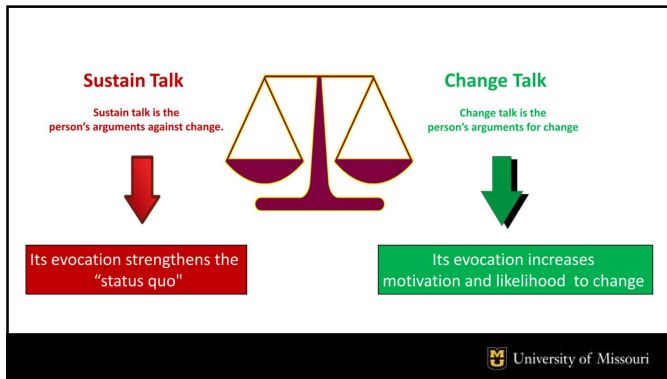 Sustain Talk
Sustain talk is the
person's arguments against change.
Its evocation strengthens the
"status quo"
Change Talk
Change talk is the
person's arguments for change
Its evocation increases
motivation and likelihood to change
MU
University of Missouri